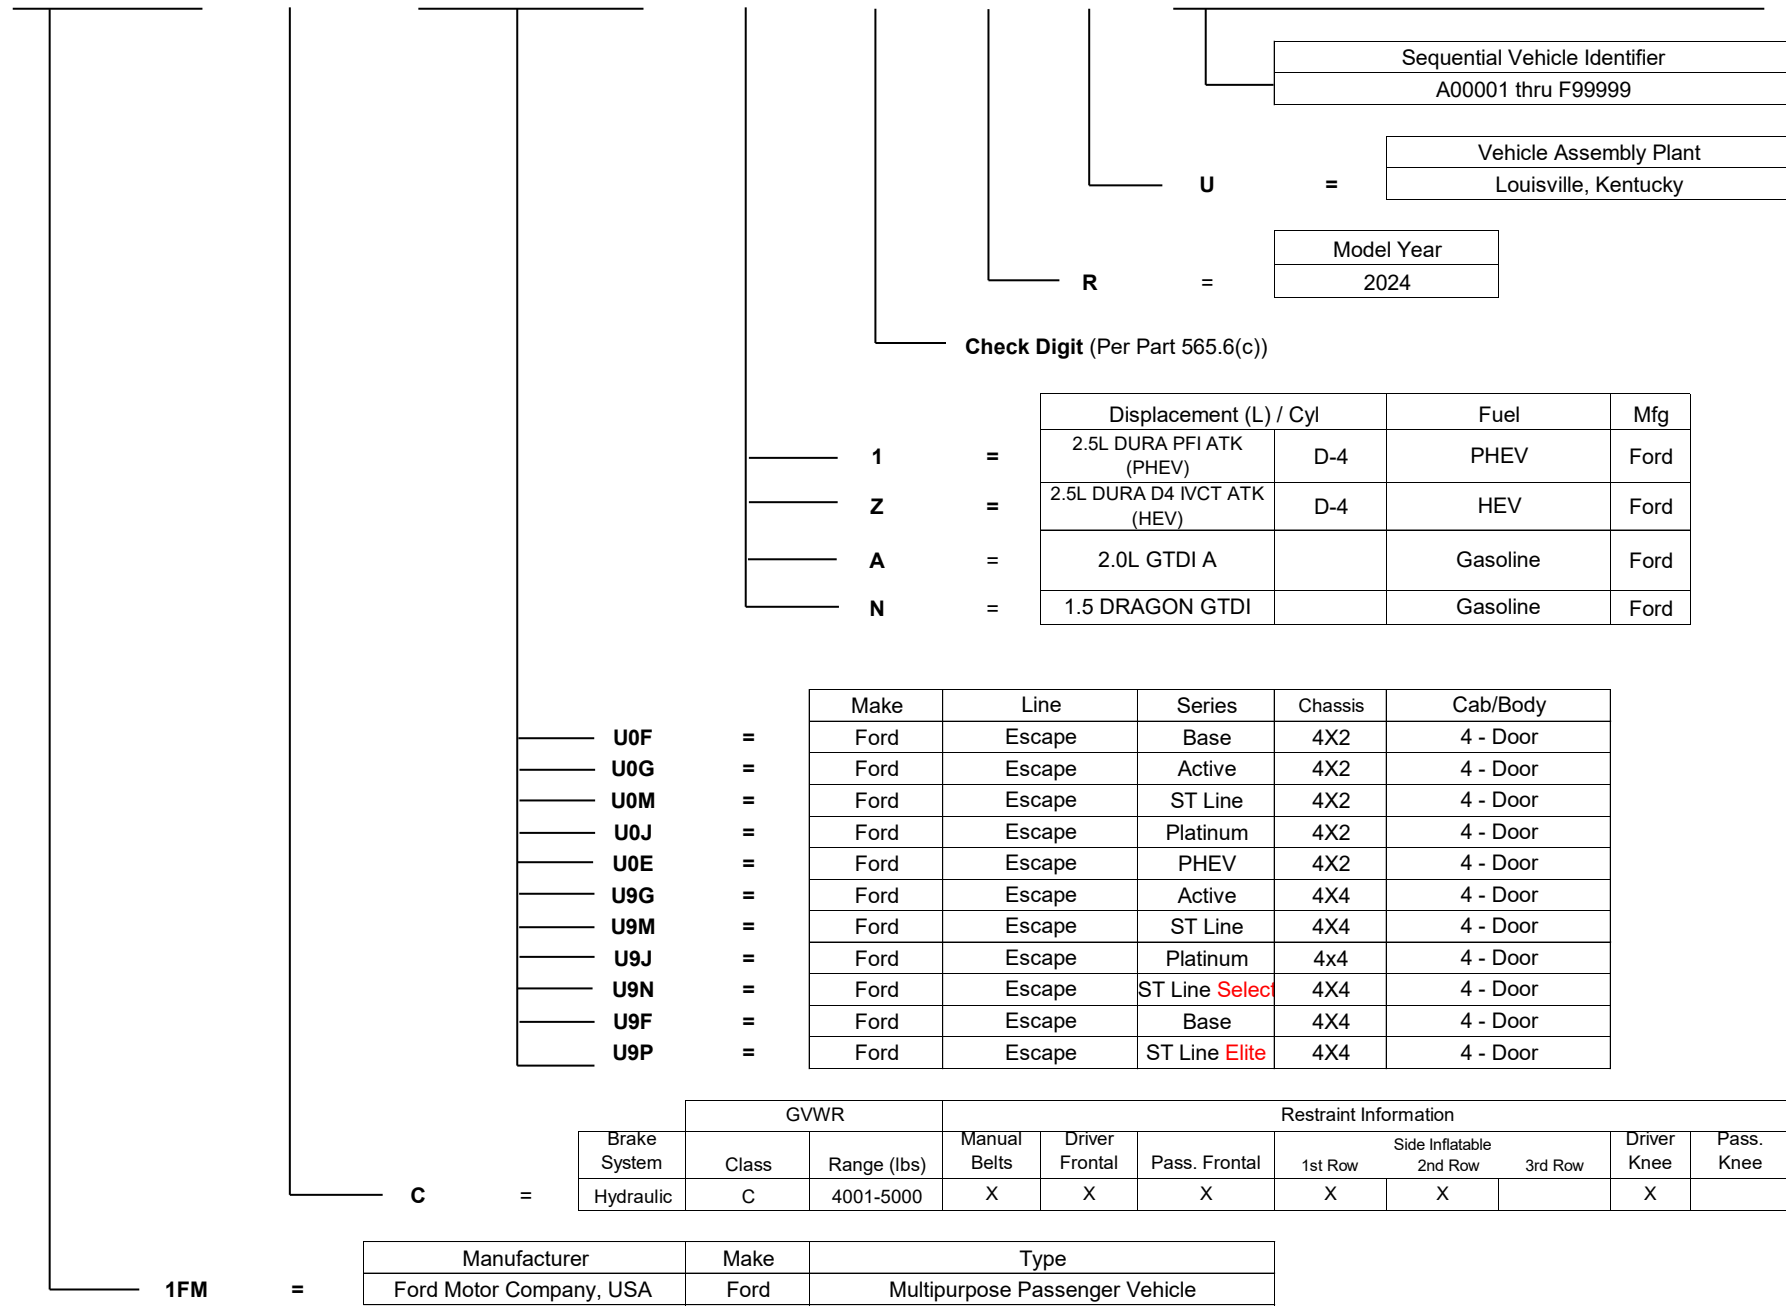 Sequential Vehicle Identifier
A00001 thru F99999
Vehicle Assembly Plant
U = Louisville, Kentucky
Model Year
R = 2024
Check Digit (Per Part 565.6(c))
Displacement (L) / Cyl Fuel Mfg
1 = 2.5L DURA PFI ATK (PHEV) D-4 PHEV Ford
Z = 2.5L DURA D4 IVCT ATK (HEV) D-4 HEV Ford
A = 2.0L GTDI A Gasoline Ford
N = 1.5 DRAGON GTDI Gasoline Ford
Make Line Series Chassis Cab/Body
U0F = Ford Escape Base 4X2 4 - Door
U0G = Ford Escape Active 4X2 4 - Door
U0M = Ford Escape ST Line 4X2 4 - Door
U0J = Ford Escape Platinum 4X2 4 - Door
U0E = Ford Escape PHEV 4X2 4 - Door
U9G = Ford Escape Active 4X4 4 - Door
U9M = Ford Escape ST Line 4X4 4 - Door
U9J = Ford Escape Platinum 4x4 4 - Door
U9N = Ford Escape ST Line Select 4X4 4 - Door
U9F = Ford Escape Base 4X4 4 - Door
U9P = Ford Escape ST Line Elite 4X4 4 - Door
GVWR Restraint Information
Brake System Class Range (lbs) Manual Belts Driver Frontal Pass. Frontal Side Inflatable 1st Row 2nd Row 3rd Row Driver Knee Pass. Knee
C = Hydraulic C 4001-5000 X X X X X X
Manufacturer Make Type
1FM = Ford Motor Company, USA Ford Multipurpose Passenger Vehicle